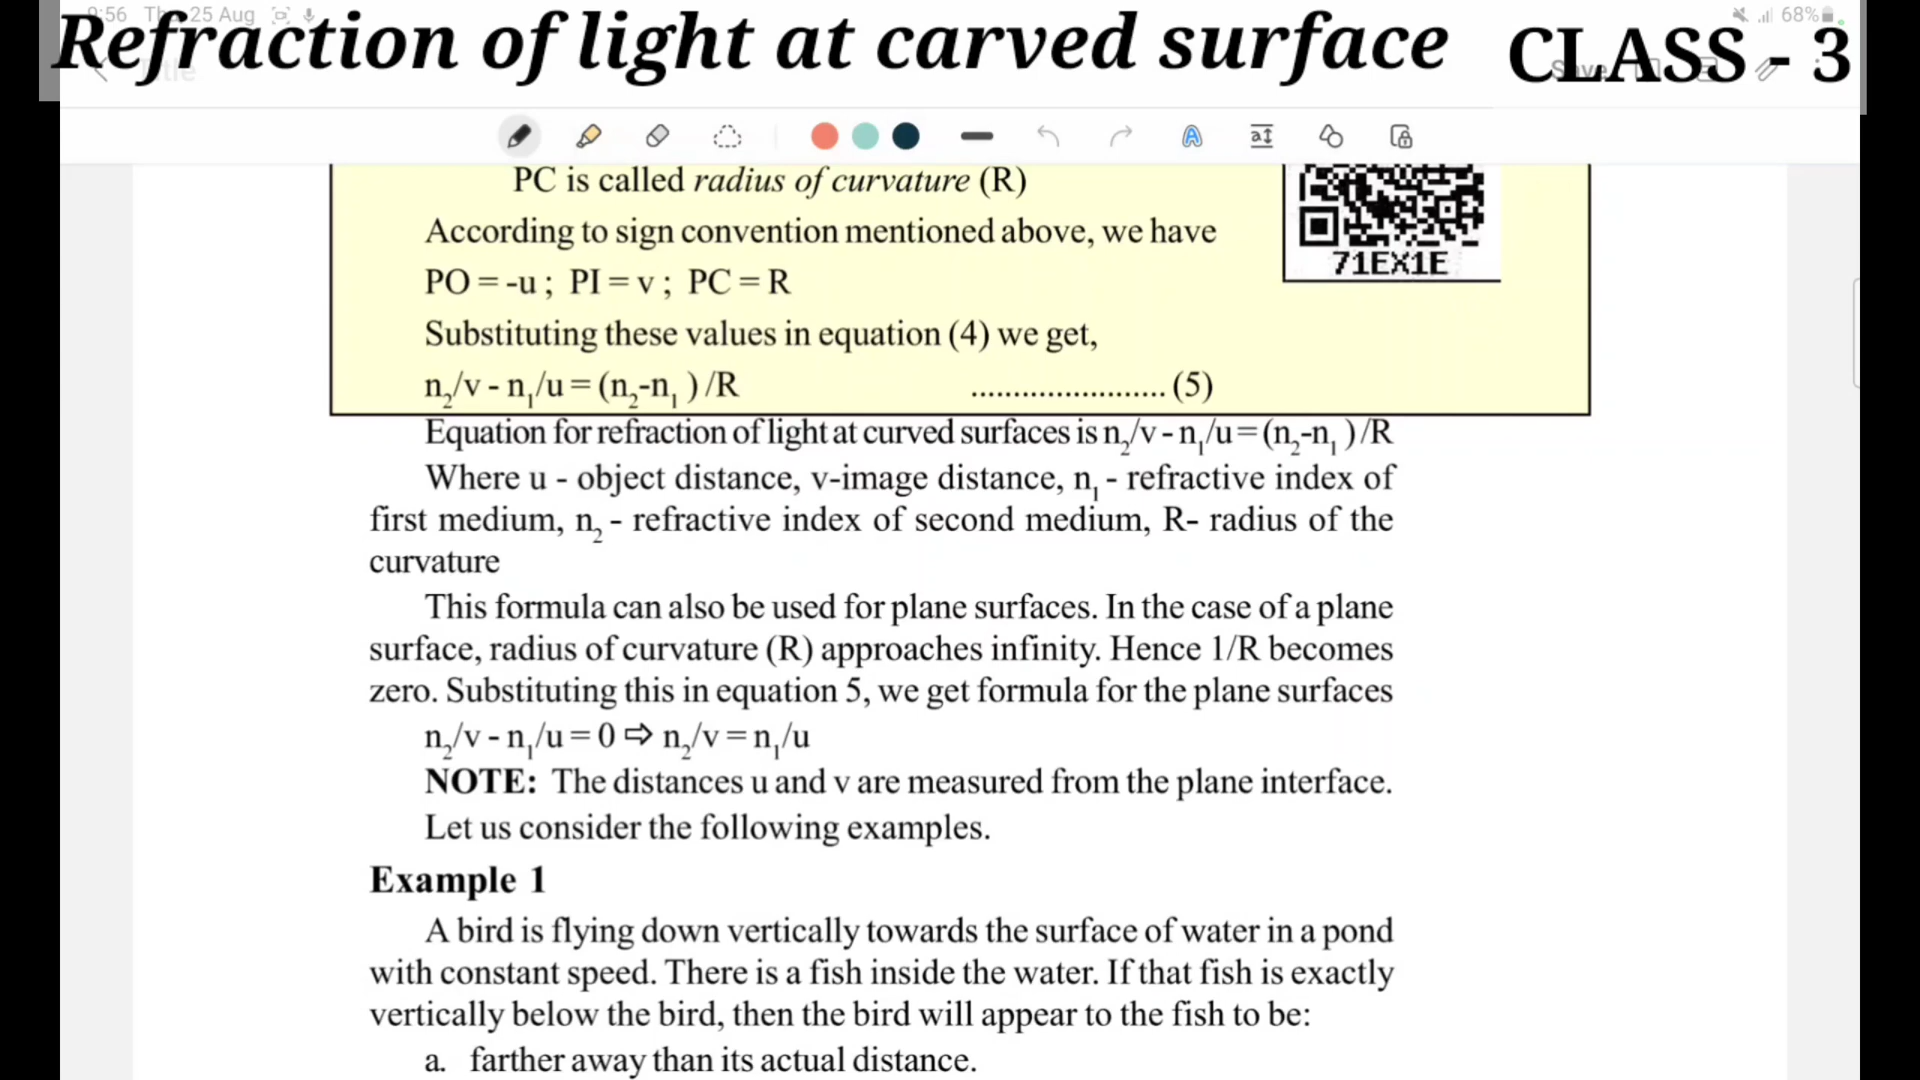 9:56 Thu 25 Aug 68%
Refraction of light at carved surface CLASS - 3
Title Save
PC is called radius of curvature (R)
According to sign convention mentioned above, we have
PO = -u ; PI = v ; PC = R
71EX1E
Substituting these values in equation (4) we get,
n₂/v - n₁/u = (n₂-n₁ ) /R ....................... (5)
Equation for refraction of light at curved surfaces is n₂/v - n₁/u = (n₂-n₁ ) /R
Where u - object distance, v-image distance, n₁ - refractive index of
first medium, n₂ - refractive index of second medium, R- radius of the
curvature
This formula can also be used for plane surfaces. In the case of a plane
surface, radius of curvature (R) approaches infinity. Hence 1/R becomes
zero. Substituting this in equation 5, we get formula for the plane surfaces
n₂/v - n₁/u = 0 ⇨ n₂/v = n₁/u
NOTE: The distances u and v are measured from the plane interface.
Let us consider the following examples.
Example 1
A bird is flying down vertically towards the surface of water in a pond
with constant speed. There is a fish inside the water. If that fish is exactly
vertically below the bird, then the bird will appear to the fish to be:
a. farther away than its actual distance.